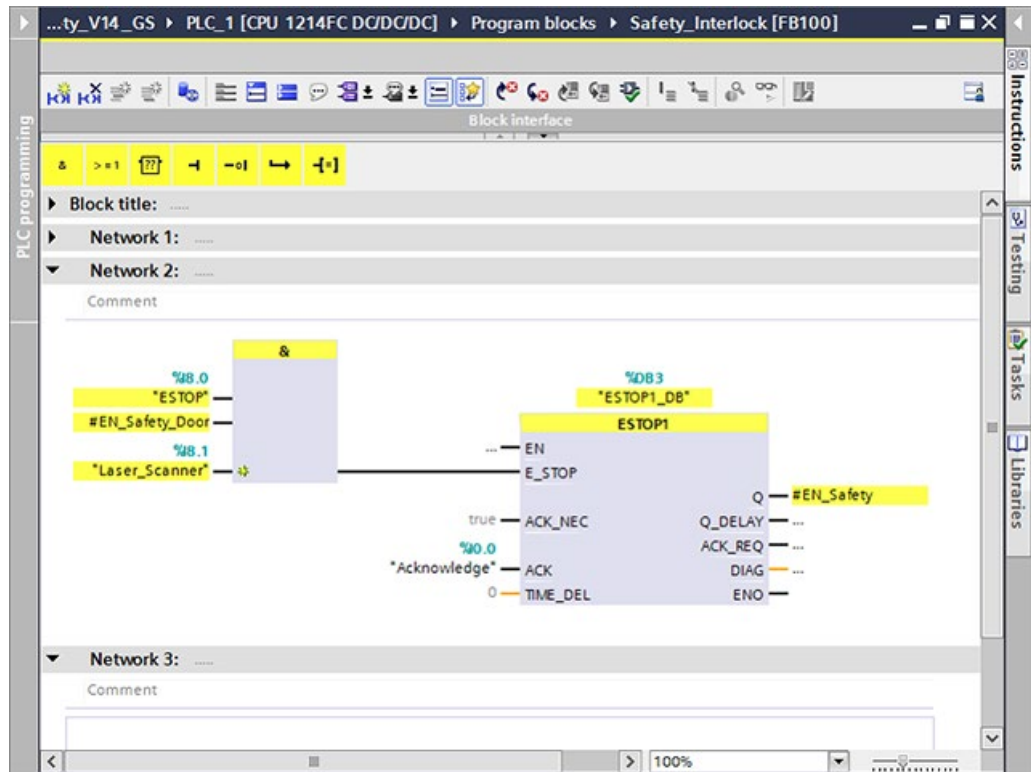 ...ty_V14_GS ▸ PLC_1 [CPU 1214FC DC/DC/DC] ▸ Program blocks ▸ Safety_Interlock [FB100]
Block interface
& >=1 ??
Block title: .....
Network 1: .....
Network 2: .....
Comment
&
%I8.0
"ESTOP"
#EN_Safety_Door
%I8.1
"Laser_Scanner"
%DB3
"ESTOP1_DB"
ESTOP1
... EN
E_STOP
Q #EN_Safety
true ACK_NEC
Q_DELAY ...
%I0.0
"Acknowledge" ACK
ACK_REQ ...
DIAG ...
0 TIME_DEL
ENO
Network 3: .....
Comment
100%
PLC programming
Instructions
Testing
Tasks
Libraries